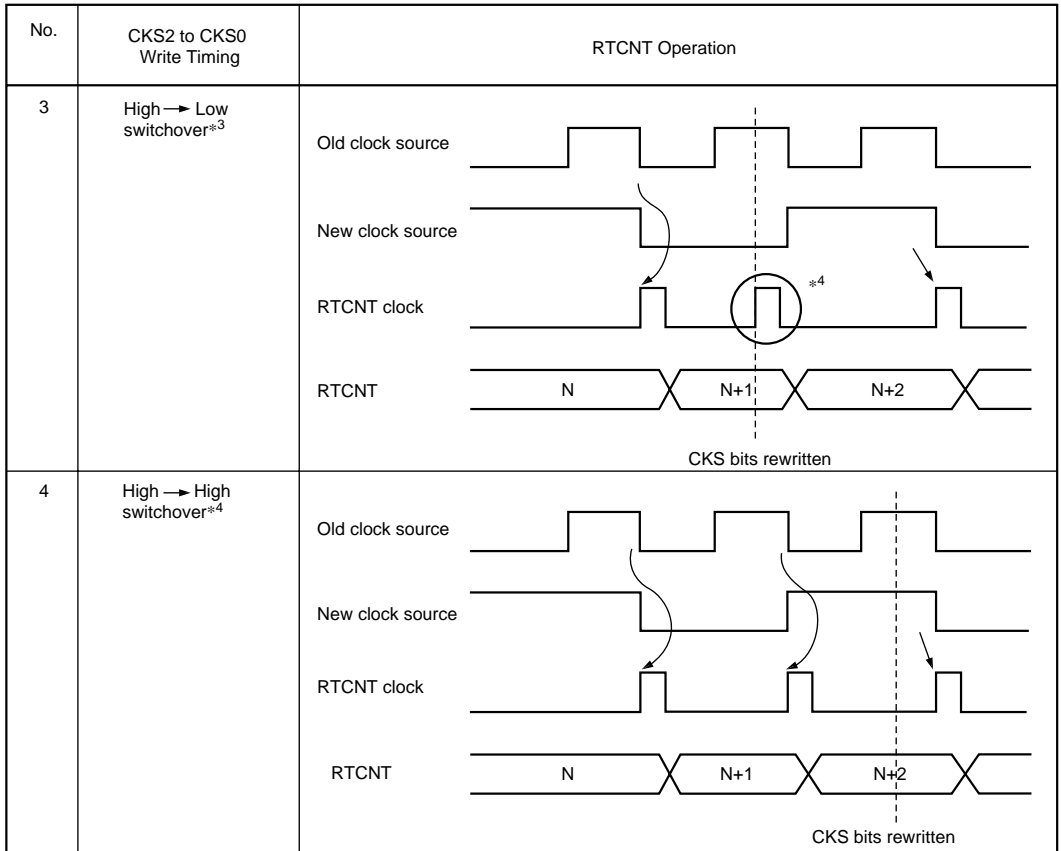 No.
CKS2 to CKS0
Write Timing
RTCNT Operation
3
High → Low
switchover*3
Old clock source
New clock source
RTCNT clock
*4
RTCNT
N
N+1
N+2
CKS bits rewritten
4
High → High
switchover*4
Old clock source
New clock source
RTCNT clock
RTCNT
N
N+1
N+2
CKS bits rewritten